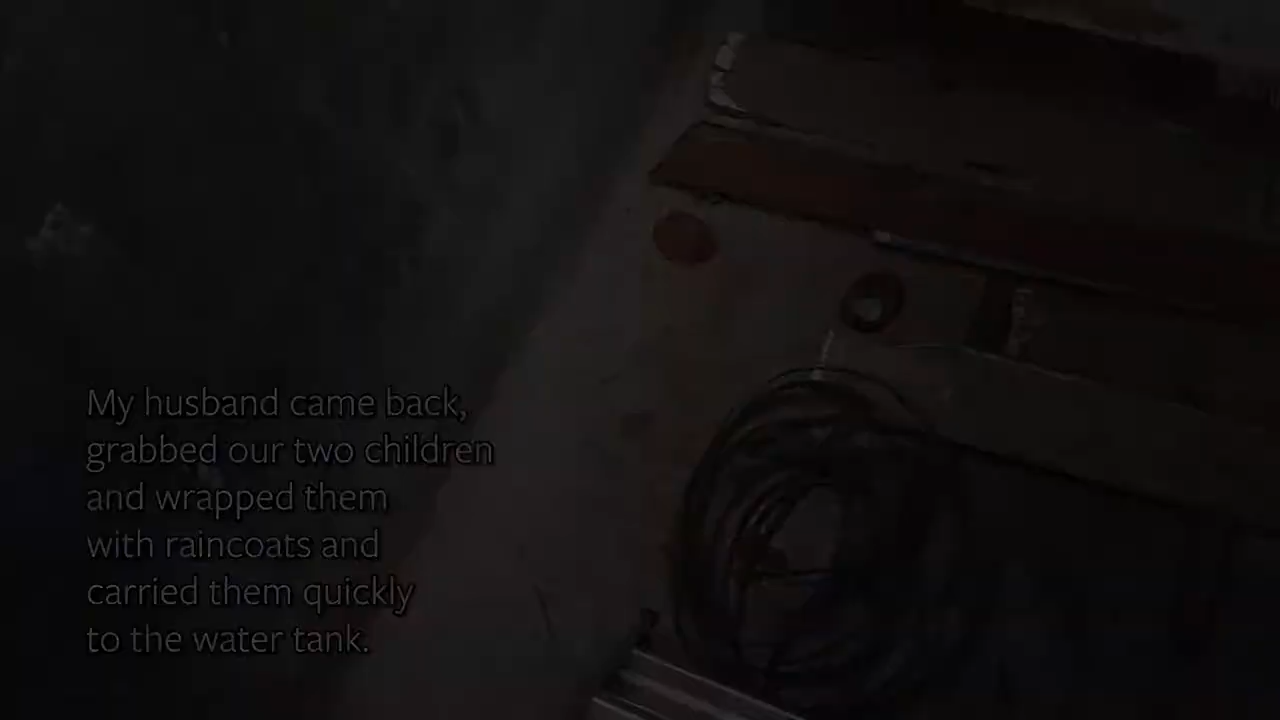 My husband came back,
grabbed our two children
and wrapped them
with raincoats and
carried them quickly
to the water tank.